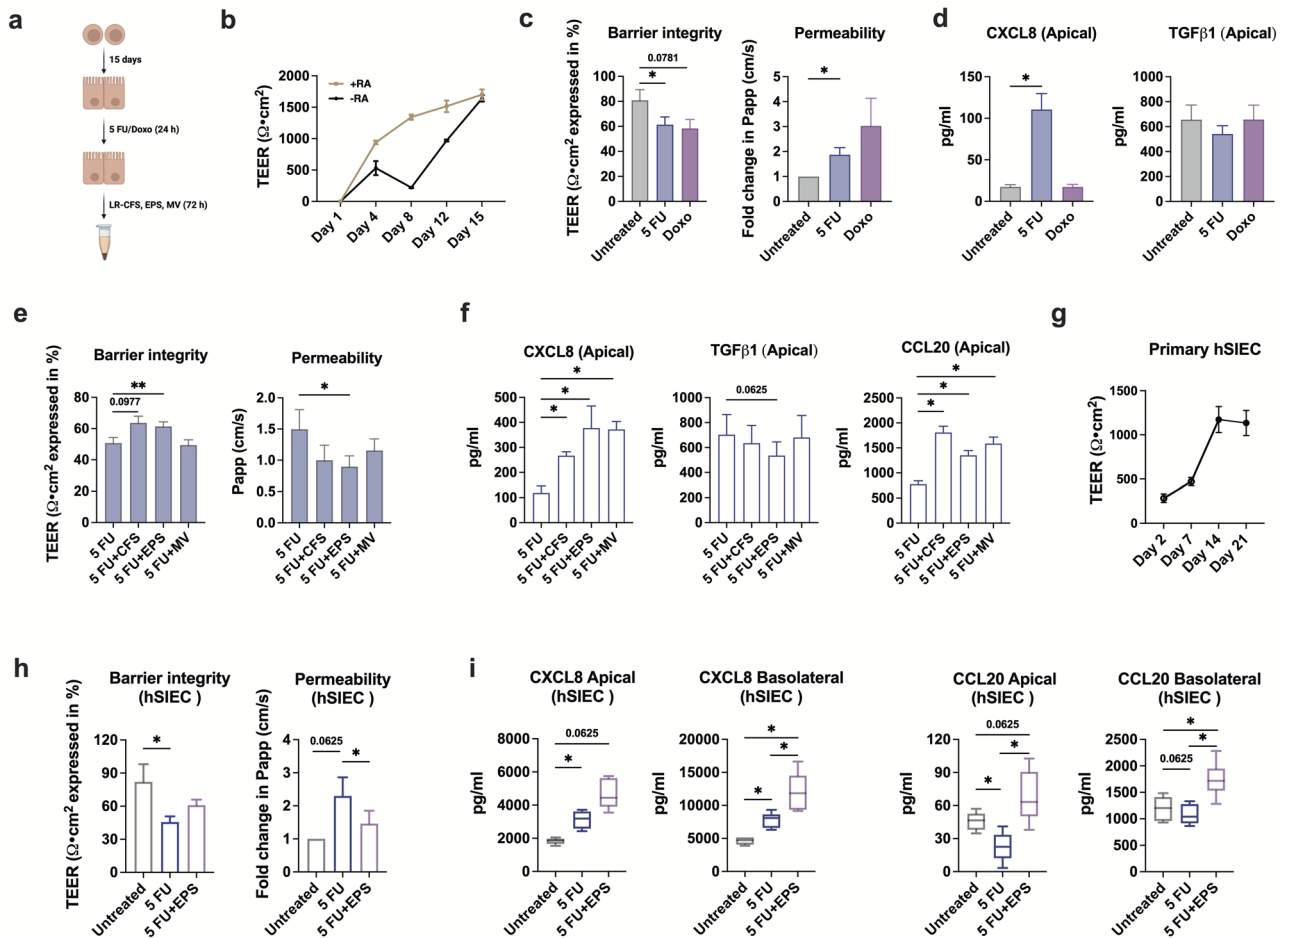 a
15 days
5 FU/Doxo (24 h)
LR-CFS, EPS, MV (72 h)
b
TEER (Ω•cm²)
2000
1500
1000
500
0
+RA
-RA
Day 1
Day 4
Day 8
Day 12
Day 15
c
Barrier integrity
TEER (Ω•cm² expressed in %)
100
80
60
40
20
0
0.0781
*
Untreated
5 FU
Doxo
Permeability
Fold change in Papp (cm/s)
5
4
3
2
1
0
*
Untreated
5 FU
Doxo
d
CXCL8 (Apical)
pg/ml
150
100
50
0
*
Untreated
5 FU
Doxo
TGFβ1 (Apical)
pg/ml
1000
800
600
400
200
0
Untreated
5 FU
Doxo
e
Barrier integrity
TEER (Ω•cm² expressed in %)
80
60
40
20
0
**
0.0977
5 FU
5 FU+CFS
5 FU+EPS
5 FU+MV
Permeability
Papp (cm/s)
2.0
1.5
1.0
0.5
0.0
*
5 FU
5 FU+CFS
5 FU+EPS
5 FU+MV
f
CXCL8 (Apical)
pg/ml
500
400
300
200
100
0
*
*
*
5 FU
5 FU+CFS
5 FU+EPS
5 FU+MV
TGFβ1 (Apical)
pg/ml
1000
800
600
400
200
0
0.0625
5 FU
5 FU+CFS
5 FU+EPS
5 FU+MV
CCL20 (Apical)
pg/ml
2500
2000
1500
1000
500
0
*
*
*
5 FU
5 FU+CFS
5 FU+EPS
5 FU+MV
g
Primary hSIEC
TEER (Ω•cm²)
1500
1000
500
0
Day 2
Day 7
Day 14
Day 21
h
Barrier integrity
(hSIEC )
TEER (Ω•cm² expressed in %)
120
90
60
30
0
*
Untreated
5 FU
5 FU+EPS
Permeability
(hSIEC )
Fold change in Papp (cm/s)
4
3
2
1
0
0.0625
*
Untreated
5 FU
5 FU+EPS
i
CXCL8 Apical
(hSIEC )
pg/ml
8000
6000
4000
2000
0
0.0625
*
Untreated
5 FU
5 FU+EPS
CXCL8 Basolateral
(hSIEC )
pg/ml
20000
15000
10000
5000
0
*
*
*
Untreated
5 FU
5 FU+EPS
CCL20 Apical
(hSIEC )
pg/ml
120
90
60
30
0
0.0625
*
*
Untreated
5 FU
5 FU+EPS
CCL20 Basolateral
(hSIEC )
pg/ml
2500
2000
1500
1000
500
0
*
*
0.0625
Untreated
5 FU
5 FU+EPS